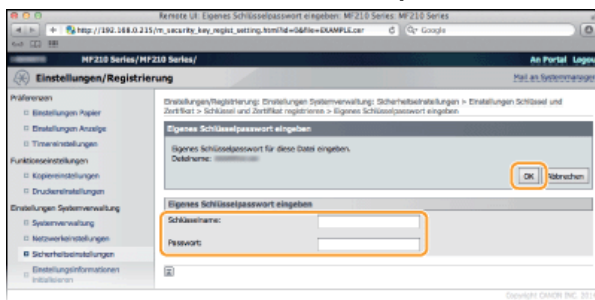 Remote UI: Eigenes Schlüsselpasswort eingeben: MF210 Series: MF210 Series
http://192.168.0.215/m_security_key_regist_setting.html?id=0&file=EXAMPLE.cer
Google
MF210 Series/MF210 Series/
An Portal
Logout
Einstellungen/Registrierung
Mail an Systemmanager
Präferenzen
Einstellungen Papier
Einstellungen Anzeige
Timereinstellungen
Funktionseinstellungen
Kopiereinstellungen
Druckereinstellungen
Einstellungen Systemverwaltung
Systemverwaltung
Netzwerkeinstellungen
Sicherheitseinstellungen
Einstellungsinformationen
initialisieren
Einstellungen/Registrierung: Einstellungen Systemverwaltung: Sicherheitseinstellungen > Einstellungen Schlüssel und
Zertifikat > Schlüssel und Zertifikat registrieren > Eigenes Schlüsselpasswort eingeben
Eigenes Schlüsselpasswort eingeben
Eigenes Schlüsselpasswort für diese Datei eingeben.
Dateiname:
OK
Abbrechen
Eigenes Schlüsselpasswort eingeben
Schlüsselname:
Passwort:
Copyright CANON INC.